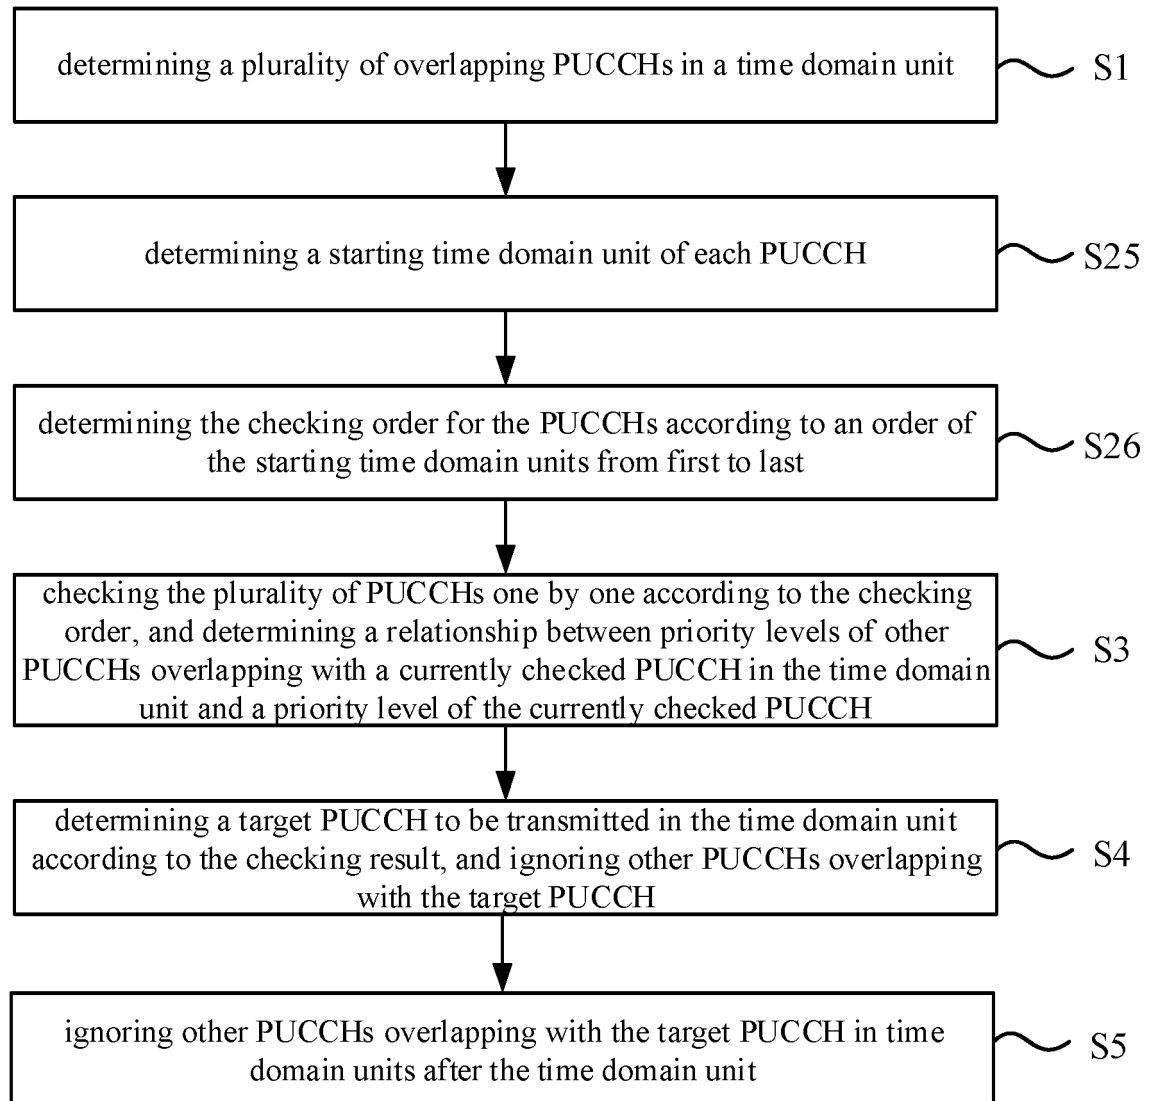 determining a plurality of overlapping PUCCHs in a time domain unit
S1
determining a starting time domain unit of each PUCCH
S25
determining the checking order for the PUCCHs according to an order of
the starting time domain units from first to last
S26
checking the plurality of PUCCHs one by one according to the checking
order, and determining a relationship between priority levels of other
PUCCHs overlapping with a currently checked PUCCH in the time domain
unit and a priority level of the currently checked PUCCH
S3
determining a target PUCCH to be transmitted in the time domain unit
according to the checking result, and ignoring other PUCCHs overlapping
with the target PUCCH
S4
ignoring other PUCCHs overlapping with the target PUCCH in time
domain units after the time domain unit
S5